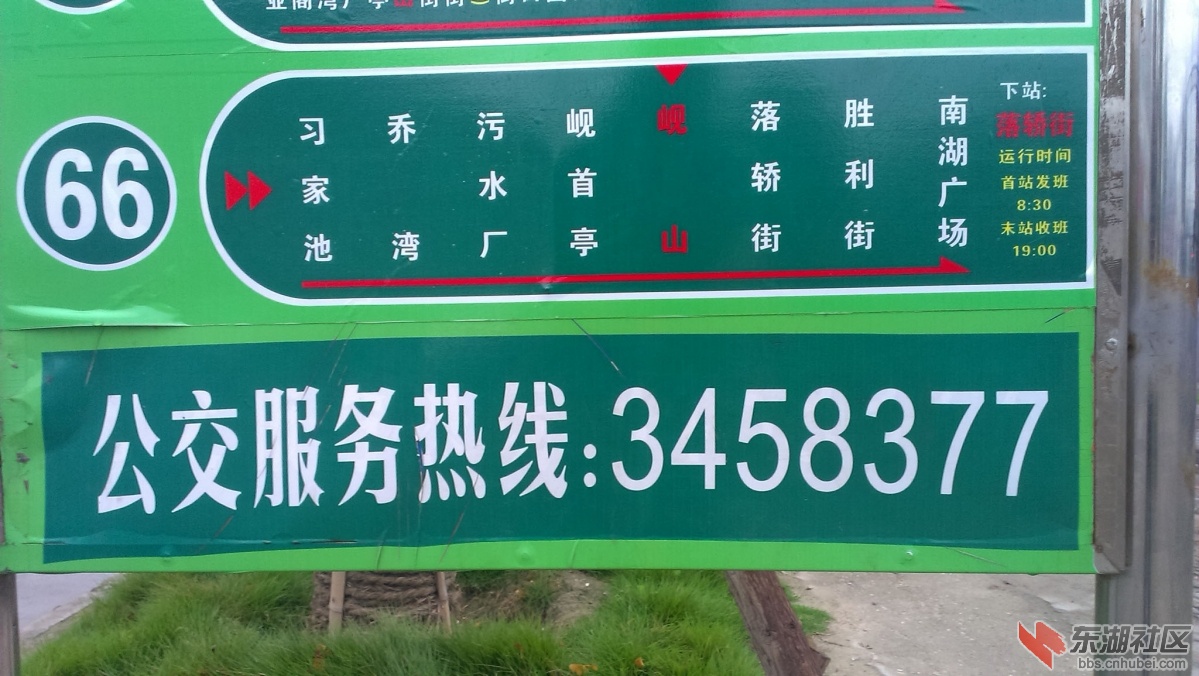 66
习家池
乔湾
污水厂
岘首亭
岘山
落轿街
胜利街
南湖广场
下站:
落轿街
运行时间
首站发班
8:30
末站收班
19:00
公交服务热线:3458377
东湖社区
bbs.cnhubei.com